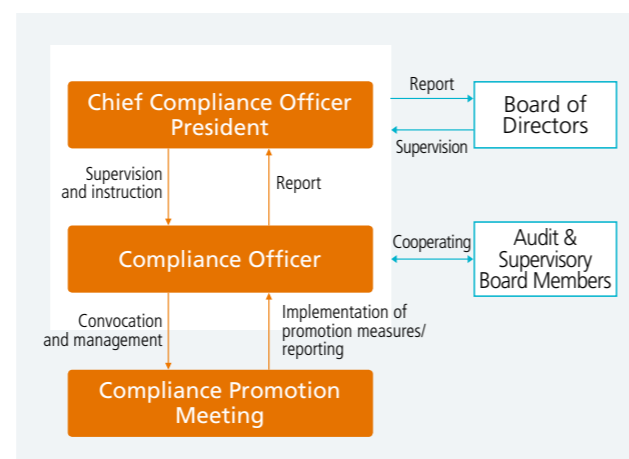 Chief Compliance Officer
President
Report
Board of
Directors
Supervision
Supervision
and instruction
Report
Compliance Officer
Cooperating
Audit &
Supervisory
Board Members
Convocation
and management
Implementation of
promotion measures/
reporting
Compliance Promotion
Meeting